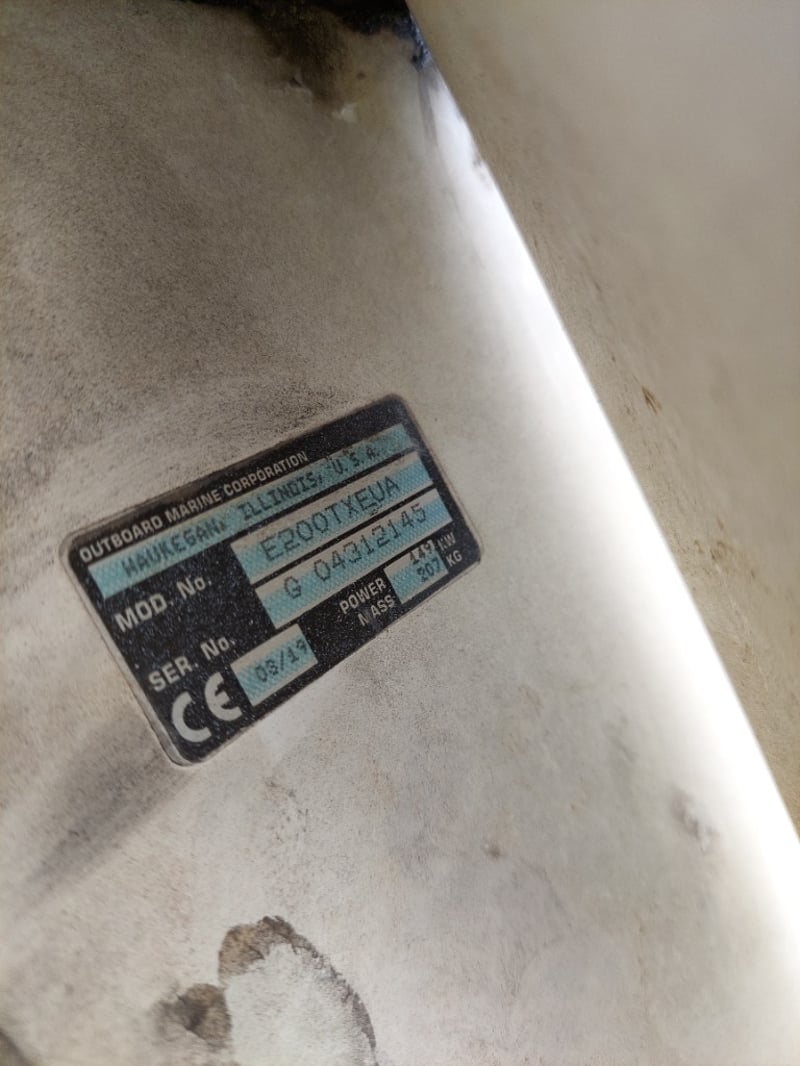 OUTBOARD MARINE CORPORATION
WAUKEGAN, ILLINOIS, U.S.A.
MOD. No. E200TXEUA
SER. No. G 04312145
CE 03/19 POWER 149 KW
MASS 207 KG